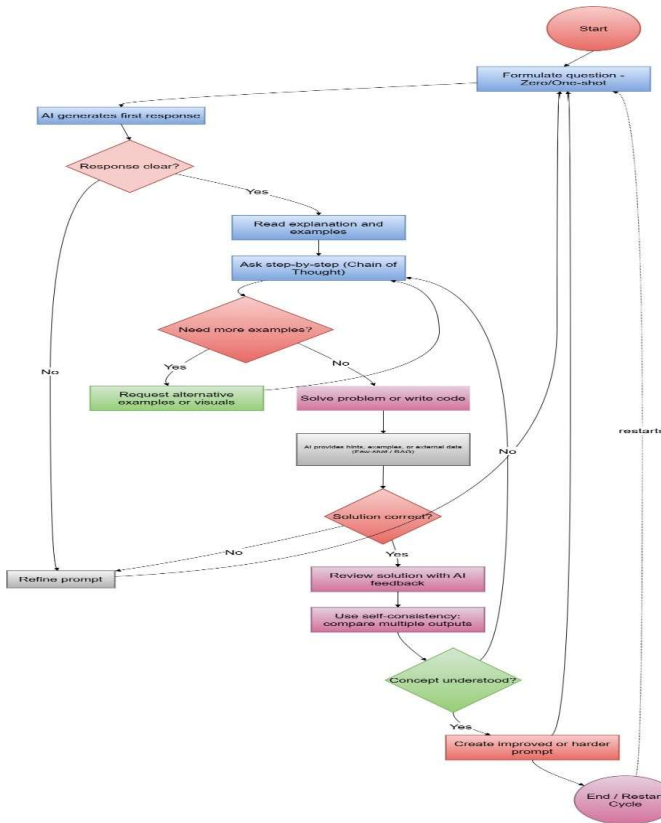 Start
Formulate question -
Zero/One-shot
AI generates first response
Response clear?
Yes
Read explanation and
examples
Ask step-by-step (Chain of
Thought)
Need more examples?
Yes
No
No
Request alternative
examples or visuals
Solve problem or write code
AI provides hints, examples, or external data
(Few-shot / RAG)
restart
No
Solution correct?
No
Yes
Refine prompt
Review solution with AI
feedback
Use self-consistency:
compare multiple outputs
Concept understood?
Yes
Create improved or harder
prompt
End / Restart
Cycle